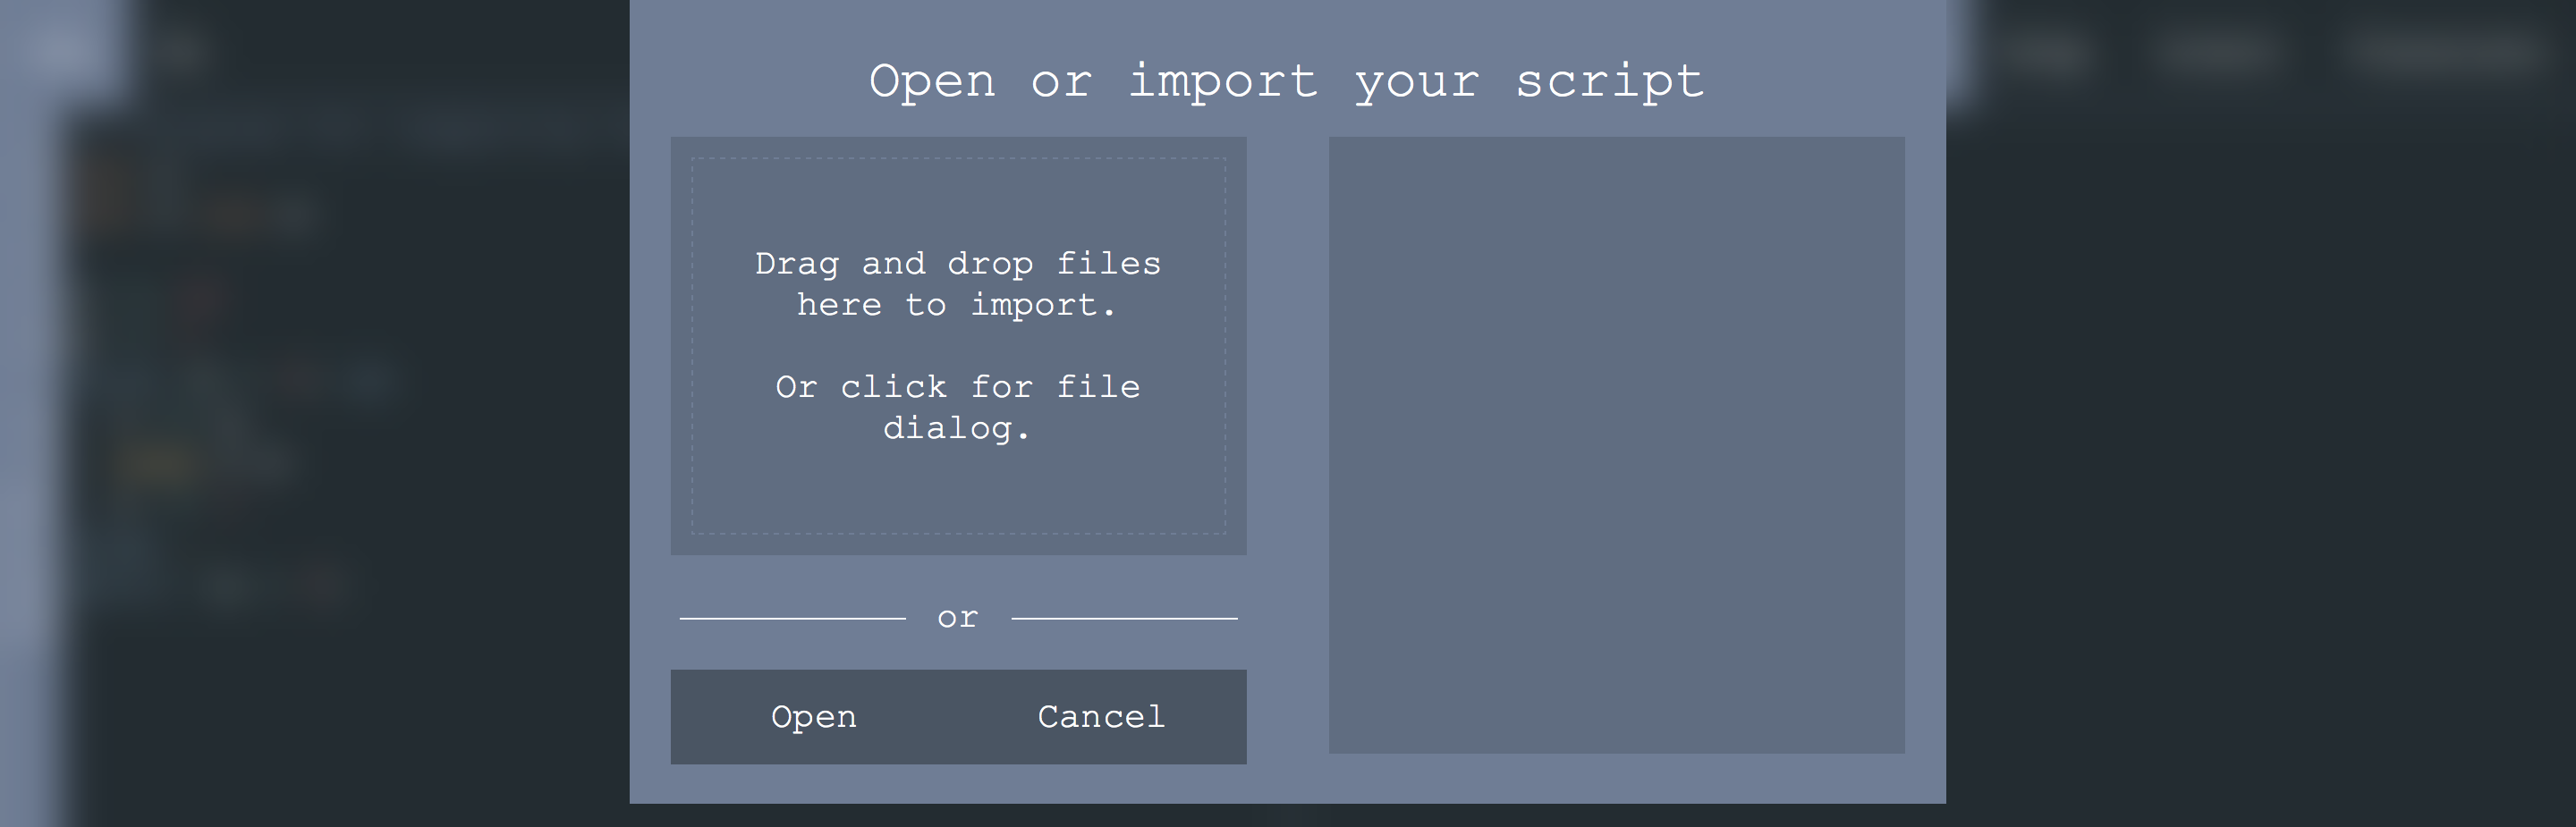 Open or import your script
Drag and drop files
here to import.
Or click for file
dialog.
or
Open
Cancel